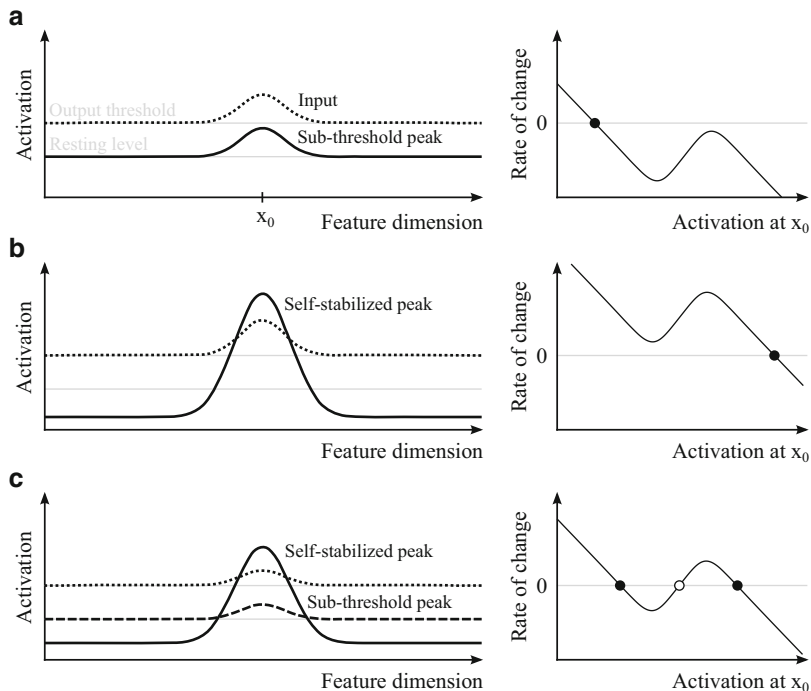 a
Activation
Output threshold
Input
Resting level
Sub-threshold peak
x₀
Feature dimension
Rate of change
0
Activation at x₀
b
Activation
Self-stabilized peak
Feature dimension
Rate of change
0
Activation at x₀
c
Activation
Self-stabilized peak
Sub-threshold peak
Feature dimension
Rate of change
0
Activation at x₀